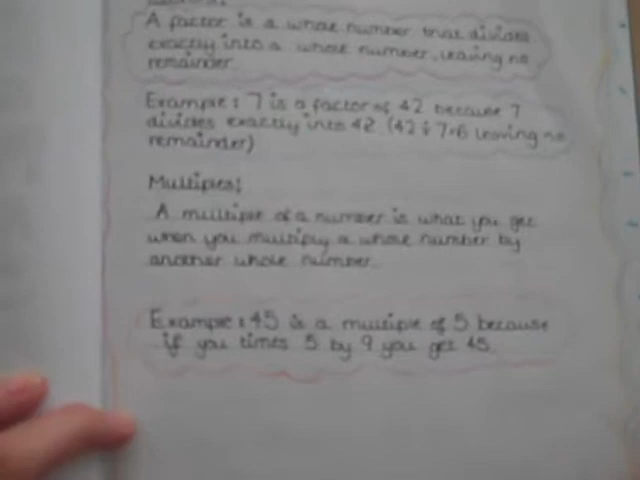 A factor is a whole number that divides
exactly into a whole number, leaving no
remainder.
Example: 7 is a factor of 42 because 7
divides exactly into 42. (42 ÷ 7=6 leaving no
remainder)
Multiples:
A multiple of a number is what you get
when you multiply a whole number by
another whole number.
Example: 45 is a multiple of 5 because
if you times 5 by 9 you get 45.